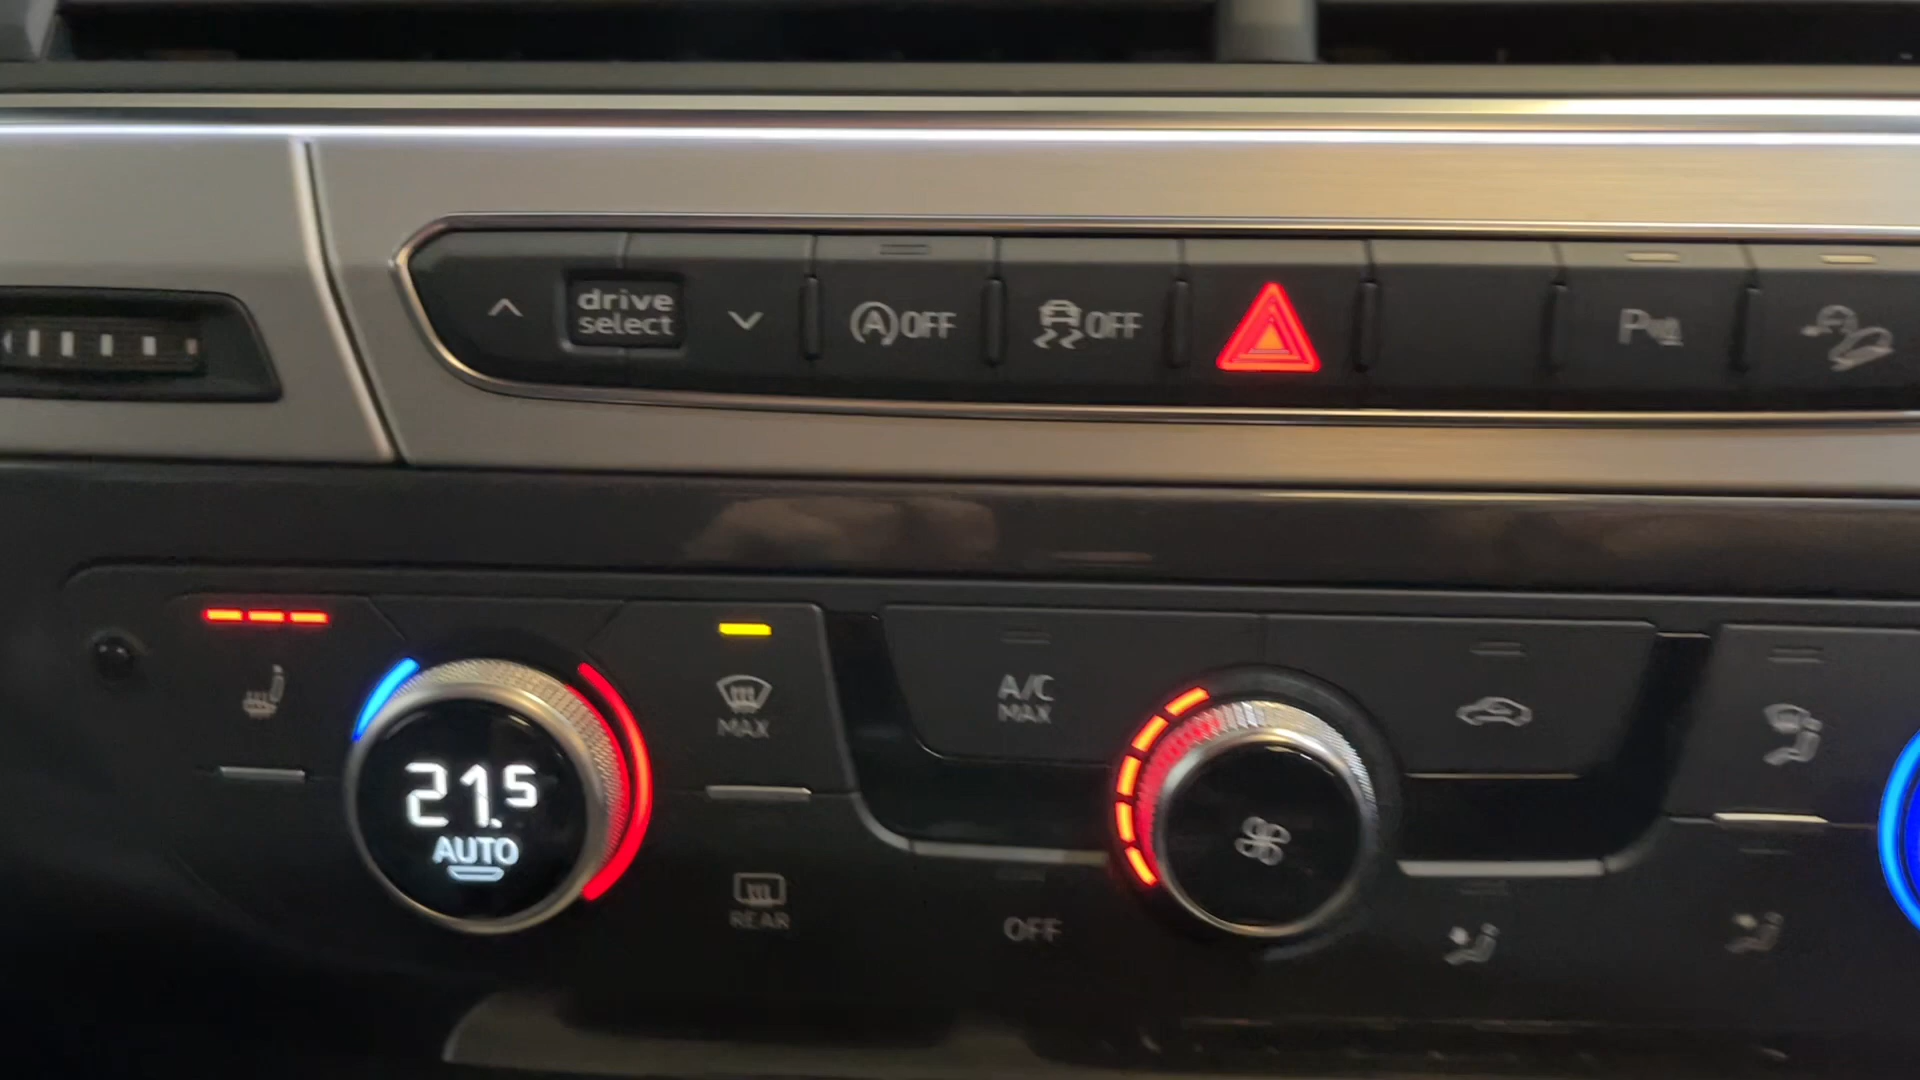 drive
select
A OFF
OFF
P
A/C
MAX
MAX
21.5
AUTO
REAR
OFF